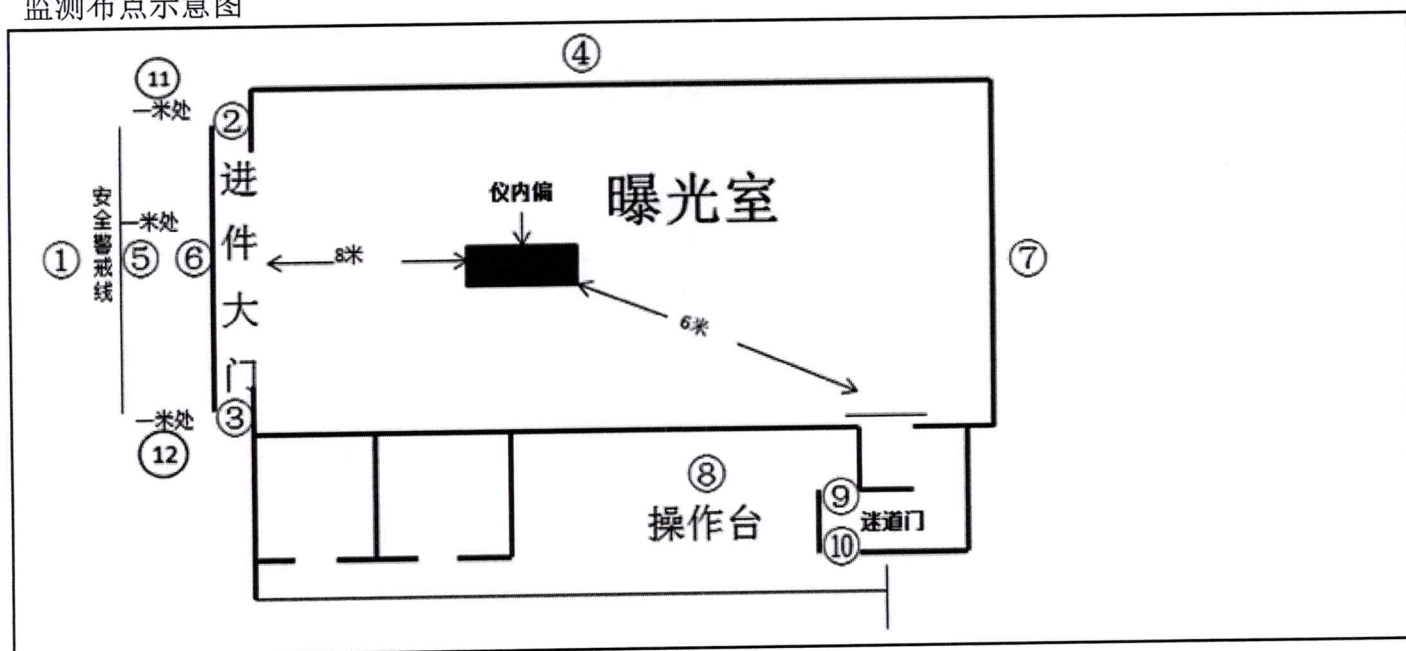 监测布点示意图
④
11
一米处
②
进件大门
仪内偏
曝光室
安全警戒线
一米处
①
⑤
⑥
8米
⑦
6米
一米处
③
12
⑧
操作台
⑨
迷道门
⑩